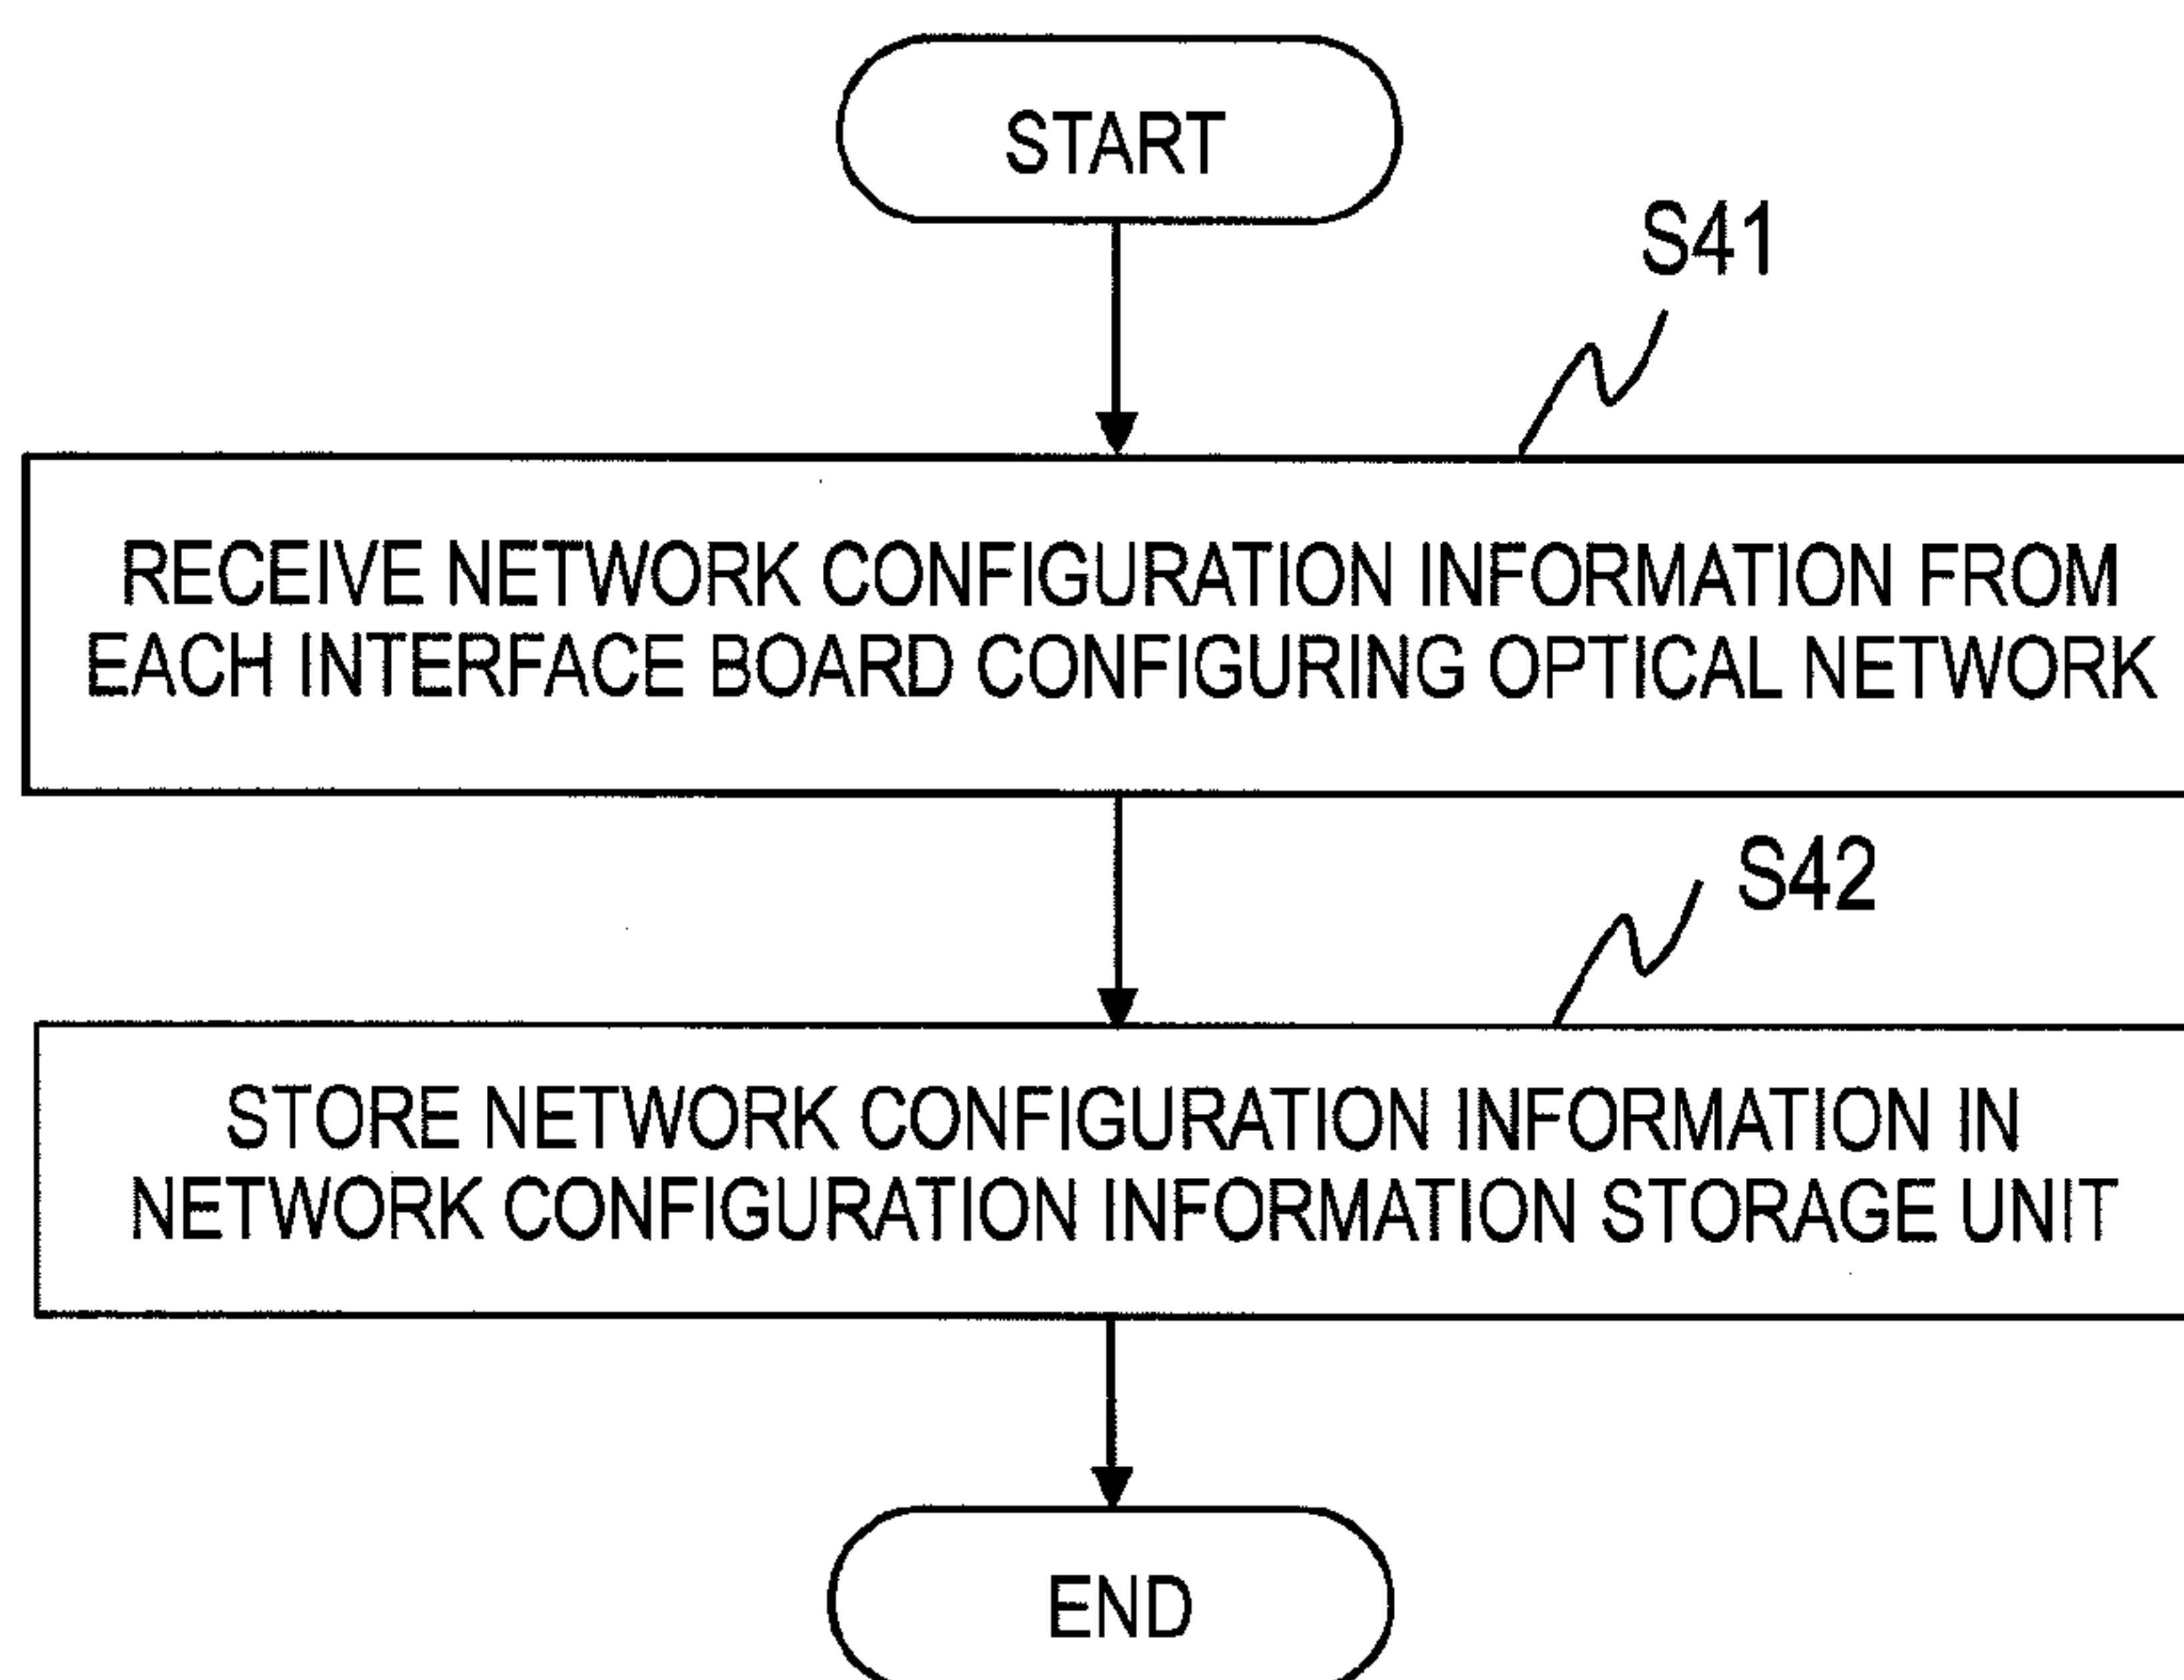 START
S41
RECEIVE NETWORK CONFIGURATION INFORMATION FROM
EACH INTERFACE BOARD CONFIGURING OPTICAL NETWORK
S42
STORE NETWORK CONFIGURATION INFORMATION IN
NETWORK CONFIGURATION INFORMATION STORAGE UNIT
END